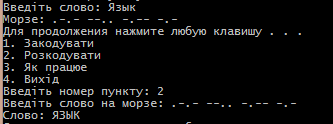 Введіть слово: Язык
Морзе: .-.- --.. -.-- -.-
Для продолжения нажмите любую клавишу . . .
1. Закодувати
2. Розкодувати
3. Як працюе
4. Вихід
Введіть номер пункту: 2
Введіть слово на морзе: .-.- --.. -.-- -.-
Слово: ЯЗЫК